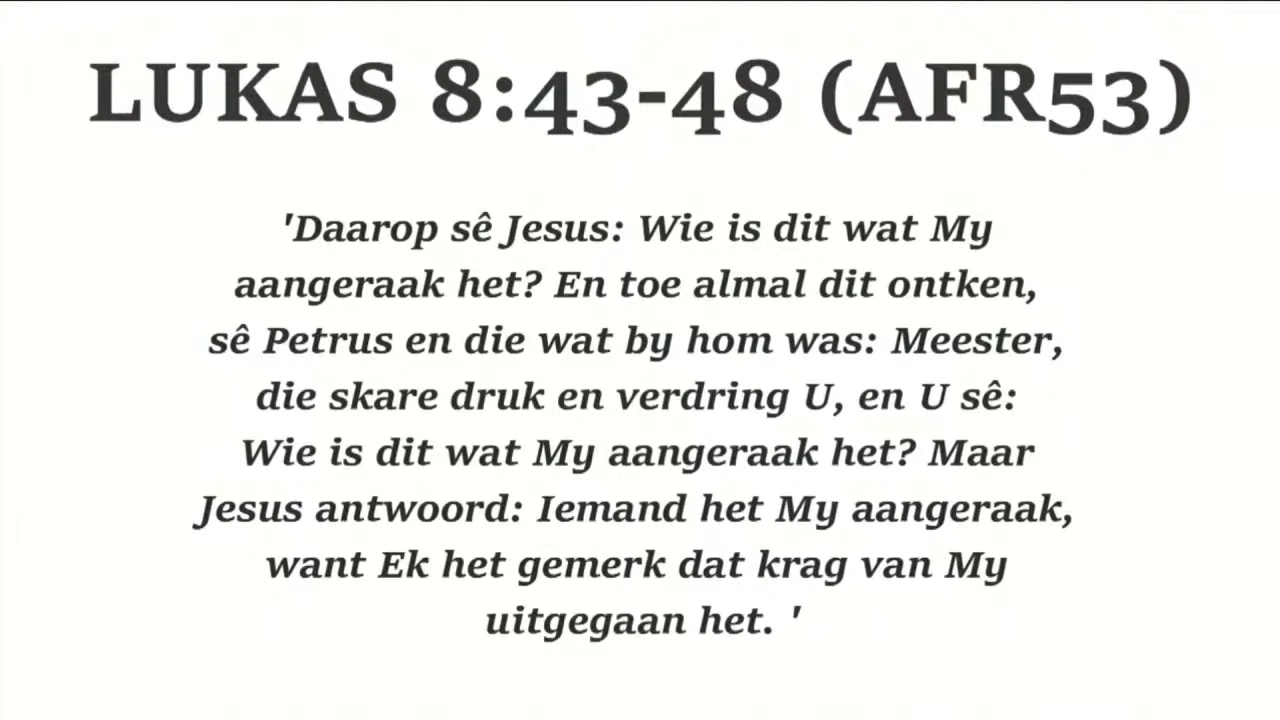 LUKAS 8:43-48 (AFR53)
'Daarop sê Jesus: Wie is dit wat My
aangeraak het? En toe almal dit ontken,
sê Petrus en die wat by hom was: Meester,
die skare druk en verdring U, en U sê:
Wie is dit wat My aangeraak het? Maar
Jesus antwoord: Iemand het My aangeraak,
want Ek het gemerk dat krag van My
uitgegaan het. '